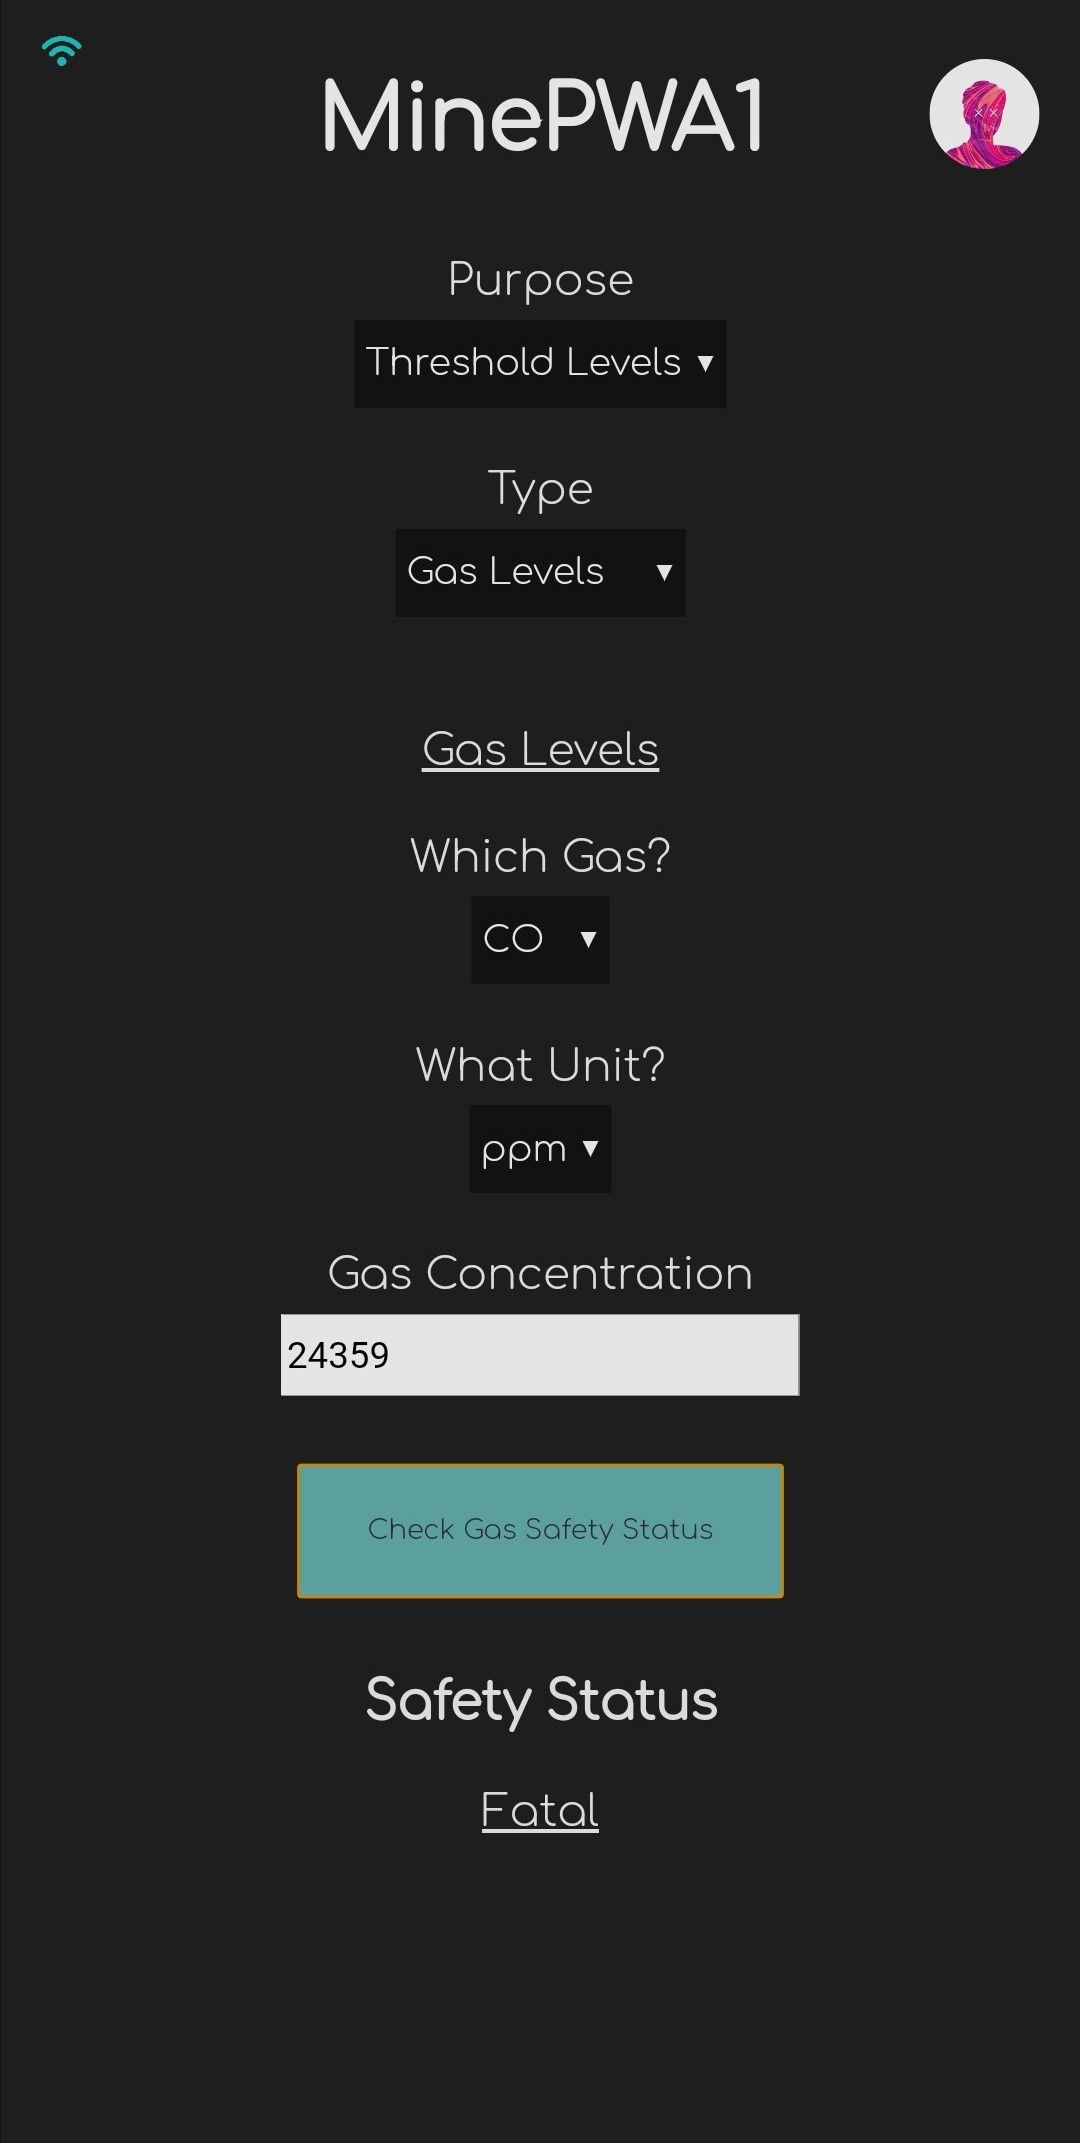 MinePWA1
Purpose
Threshold Levels
Type
Gas Levels
Gas Levels
Which Gas?
CO
What Unit?
ppm
Gas Concentration
24359
Check Gas Safety Status
Safety Status
Fatal